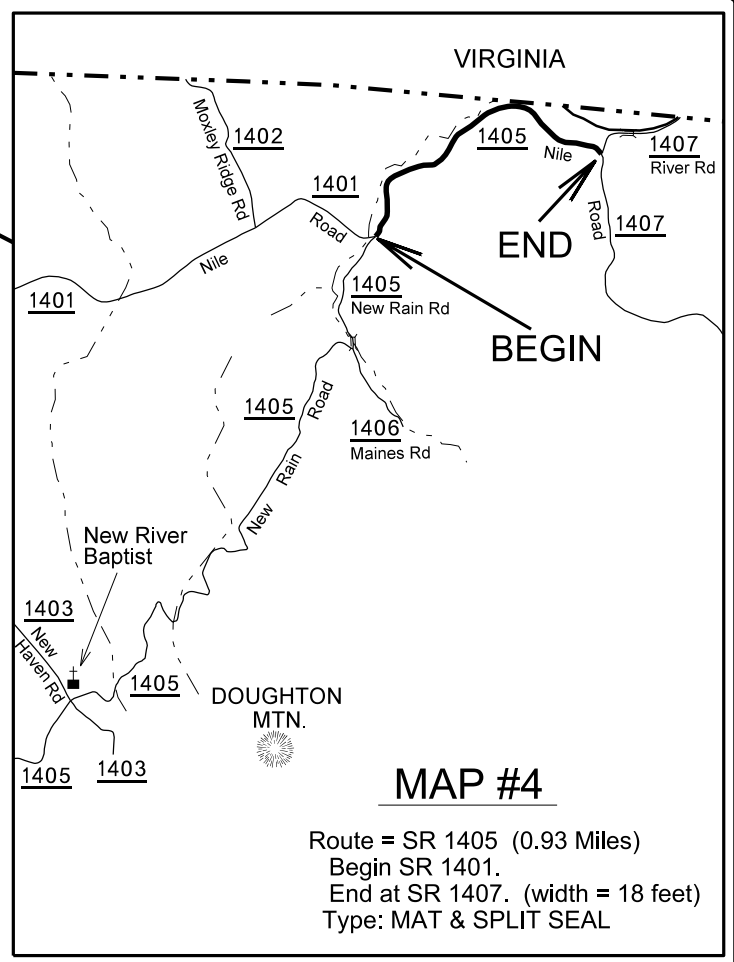 VIRGINIA
Moxley Ridge Rd
1402
1405
Nile
1407
River Rd
1401
Road
Nile
1401
END
Road
1407
1405
New Rain Rd
BEGIN
1405
Road
Rain
New
1406
Maines Rd
New River
Baptist
1403
New
Haven Rd
1405
DOUGHTON
MTN.
1405
1403
MAP #4
Route = SR 1405 (0.93 Miles)
Begin SR 1401.
End at SR 1407. (width = 18 feet)
Type: MAT & SPLIT SEAL